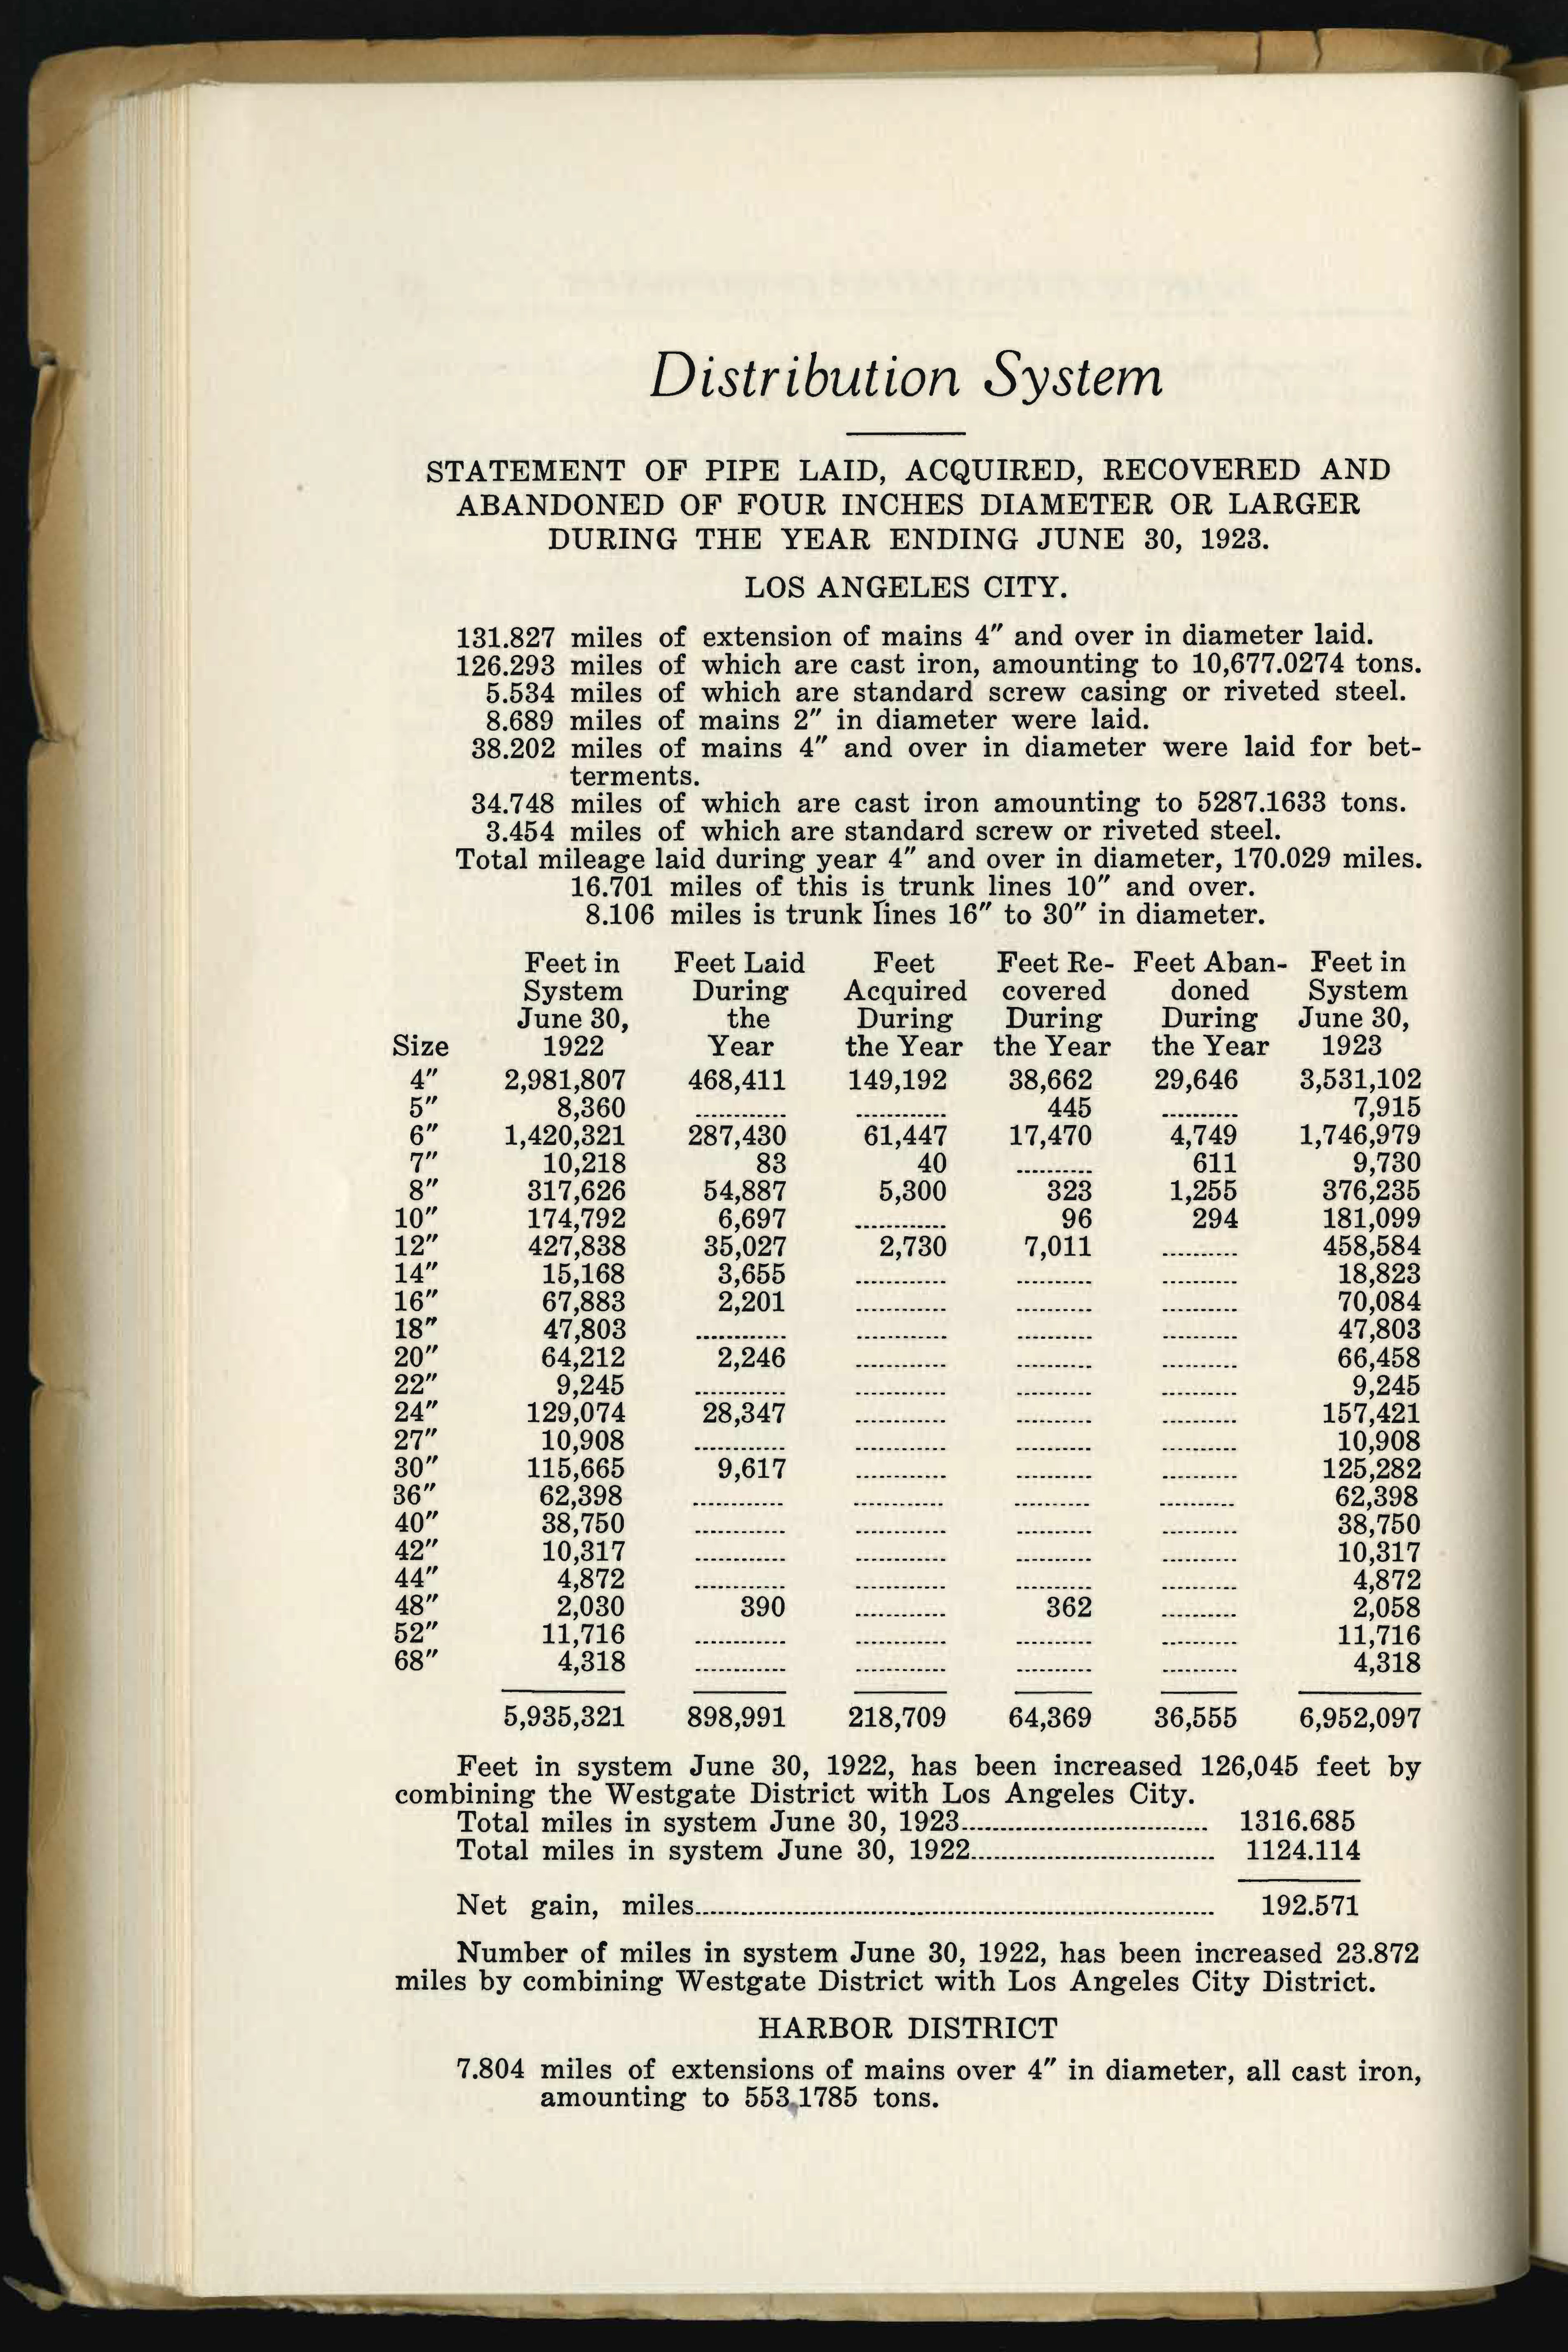 Distribution System
STATEMENT OF PIPE LAID, ACQUIRED, RECOVERED AND
ABANDONED OF FOUR INCHES DIAMETER OR LARGER
DURING THE YEAR ENDING JUNE 30, 1923.
LOS ANGELES CITY.
131.827 miles of extension of mains 4″ and over in diameter laid.
126.293 miles of which are cast iron, amounting to 10,677.0274 tons.
5.534 miles of which are standard screw casing or riveted steel.
8.689 miles of mains 2″ in diameter were laid.
38.202 miles of mains 4″ and over in diameter were laid for bet-
terments.
34.748 miles of which are cast iron amounting to 5287.1633 tons.
3.454 miles of which are standard screw or riveted steel.
Total mileage laid during year 4″ and over in diameter, 170.029 miles.
16.701 miles of this is trunk lines 10″ and over.
8.106 miles is trunk lines 16″ to 30″ in diameter.
Feet in Feet Laid Feet Feet Re- Feet Aban- Feet in
System During Acquired covered doned System
June 30, the During During During June 30,
Size 1922 Year the Year the Year the Year 1923
4″ 2,981,807 468,411 149,192 38,662 29,646 3,531,102
5″ 8,360 ............ ............ 445 .......... 7,915
6″ 1,420,321 287,430 61,447 17,470 4,749 1,746,979
7″ 10,218 83 40 .......... 611 9,730
8″ 317,626 54,887 5,300 323 1,255 376,235
10″ 174,792 6,697 ............ 96 294 181,099
12″ 427,838 35,027 2,730 7,011 .......... 458,584
14″ 15,168 3,655 ............ .......... .......... 18,823
16″ 67,883 2,201 ............ .......... .......... 70,084
18″ 47,803 ............ ............ .......... .......... 47,803
20″ 64,212 2,246 ............ .......... .......... 66,458
22″ 9,245 ............ ............ .......... .......... 9,245
24″ 129,074 28,347 ............ .......... .......... 157,421
27″ 10,908 ............ ............ .......... .......... 10,908
30″ 115,665 9,617 ............ .......... .......... 125,282
36″ 62,398 ............ ............ .......... .......... 62,398
40″ 38,750 ............ ............ .......... .......... 38,750
42″ 10,317 ............ ............ .......... .......... 10,317
44″ 4,872 ............ ............ .......... .......... 4,872
48″ 2,030 390 ............ 362 .......... 2,058
52″ 11,716 ............ ............ .......... .......... 11,716
68″ 4,318 ............ ............ .......... .......... 4,318
5,935,321 898,991 218,709 64,369 36,555 6,952,097
Feet in system June 30, 1922, has been increased 126,045 feet by
combining the Westgate District with Los Angeles City.
Total miles in system June 30, 1923................................ 1316.685
Total miles in system June 30, 1922................................ 1124.114
Net gain, miles.................................................................... 192.571
Number of miles in system June 30, 1922, has been increased 23.872
miles by combining Westgate District with Los Angeles City District.
HARBOR DISTRICT
7.804 miles of extensions of mains over 4″ in diameter, all cast iron,
amounting to 553.1785 tons.